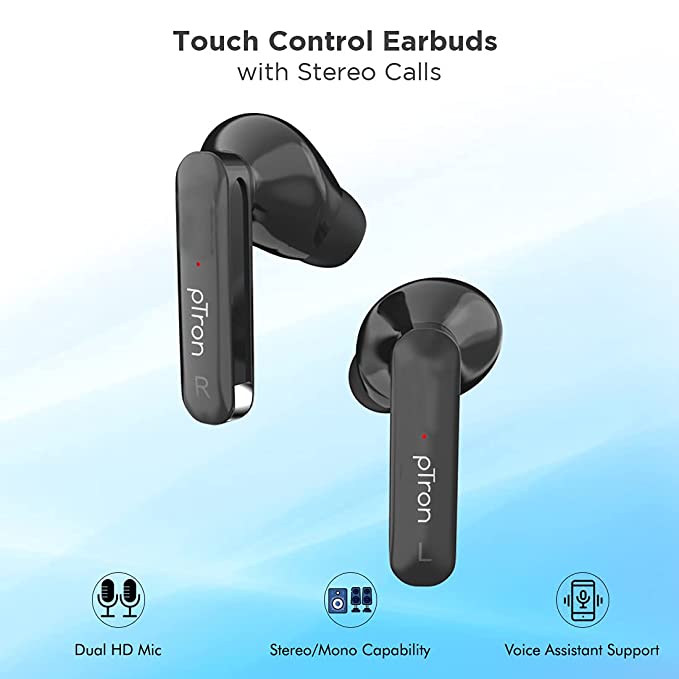 Touch Control Earbuds
with Stereo Calls
pTron
R
pTron
L
Dual HD Mic
Stereo/Mono Capability
Voice Assistant Support